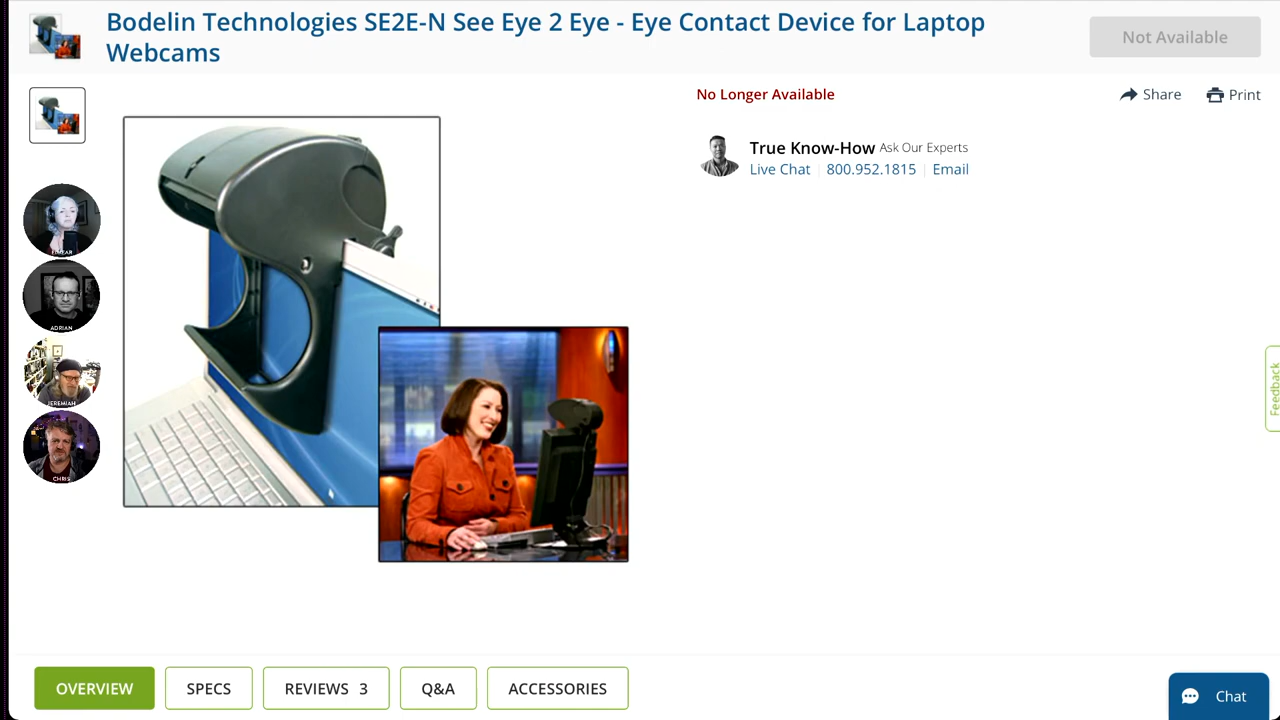 Bodelin Technologies SE2E-N See Eye 2 Eye - Eye Contact Device for Laptop
Webcams
Not Available
No Longer Available
Share
Print
True Know-How Ask Our Experts
Live Chat 800.952.1815 Email
ADRIAN
JEREMIAH
CHRIS
Feedback
OVERVIEW
SPECS
REVIEWS 3
Q&A
ACCESSORIES
Chat